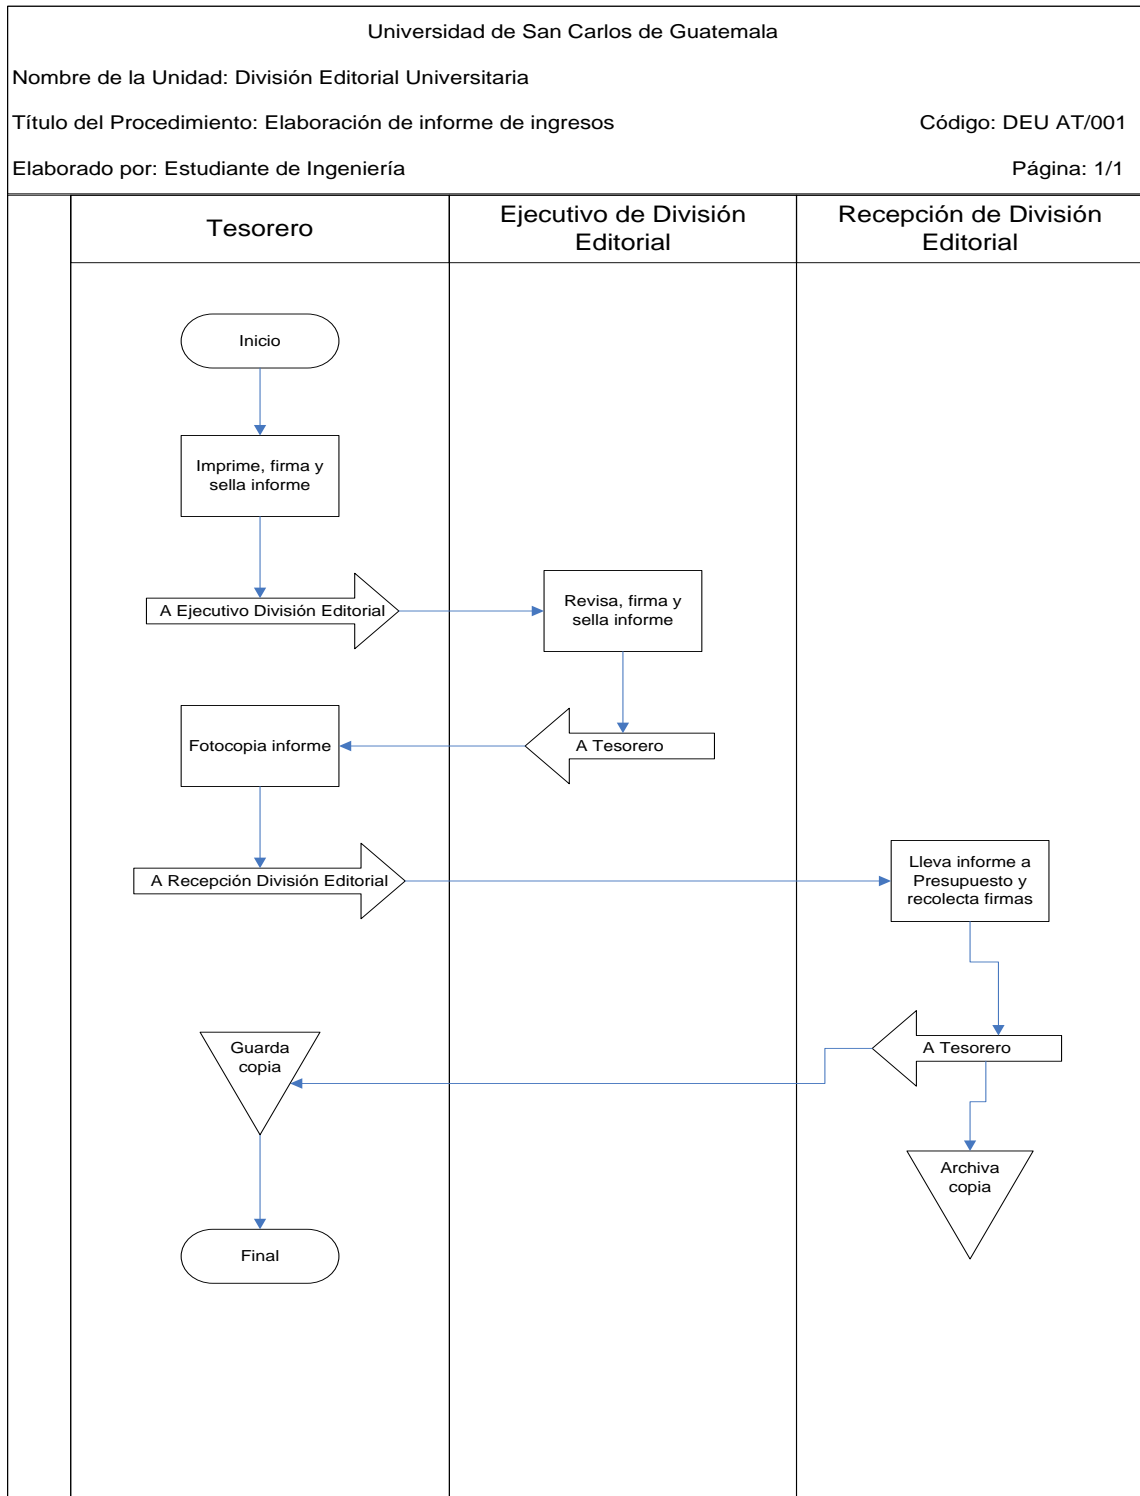 Universidad de San Carlos de Guatemala
Nombre de la Unidad: División Editorial Universitaria
Título del Procedimiento: Elaboración de informe de ingresos Código: DEU AT/001
Elaborado por: Estudiante de Ingeniería Página: 1/1
Tesorero
Ejecutivo de División
Editorial
Recepción de División
Editorial
Inicio
Imprime, firma y
sella informe
A Ejecutivo División Editorial
Revisa, firma y
sella informe
A Tesorero
Fotocopia informe
A Recepción División Editorial
Lleva informe a
Presupuesto y
recolecta firmas
A Tesorero
Guarda
copia
Archiva
copia
Final